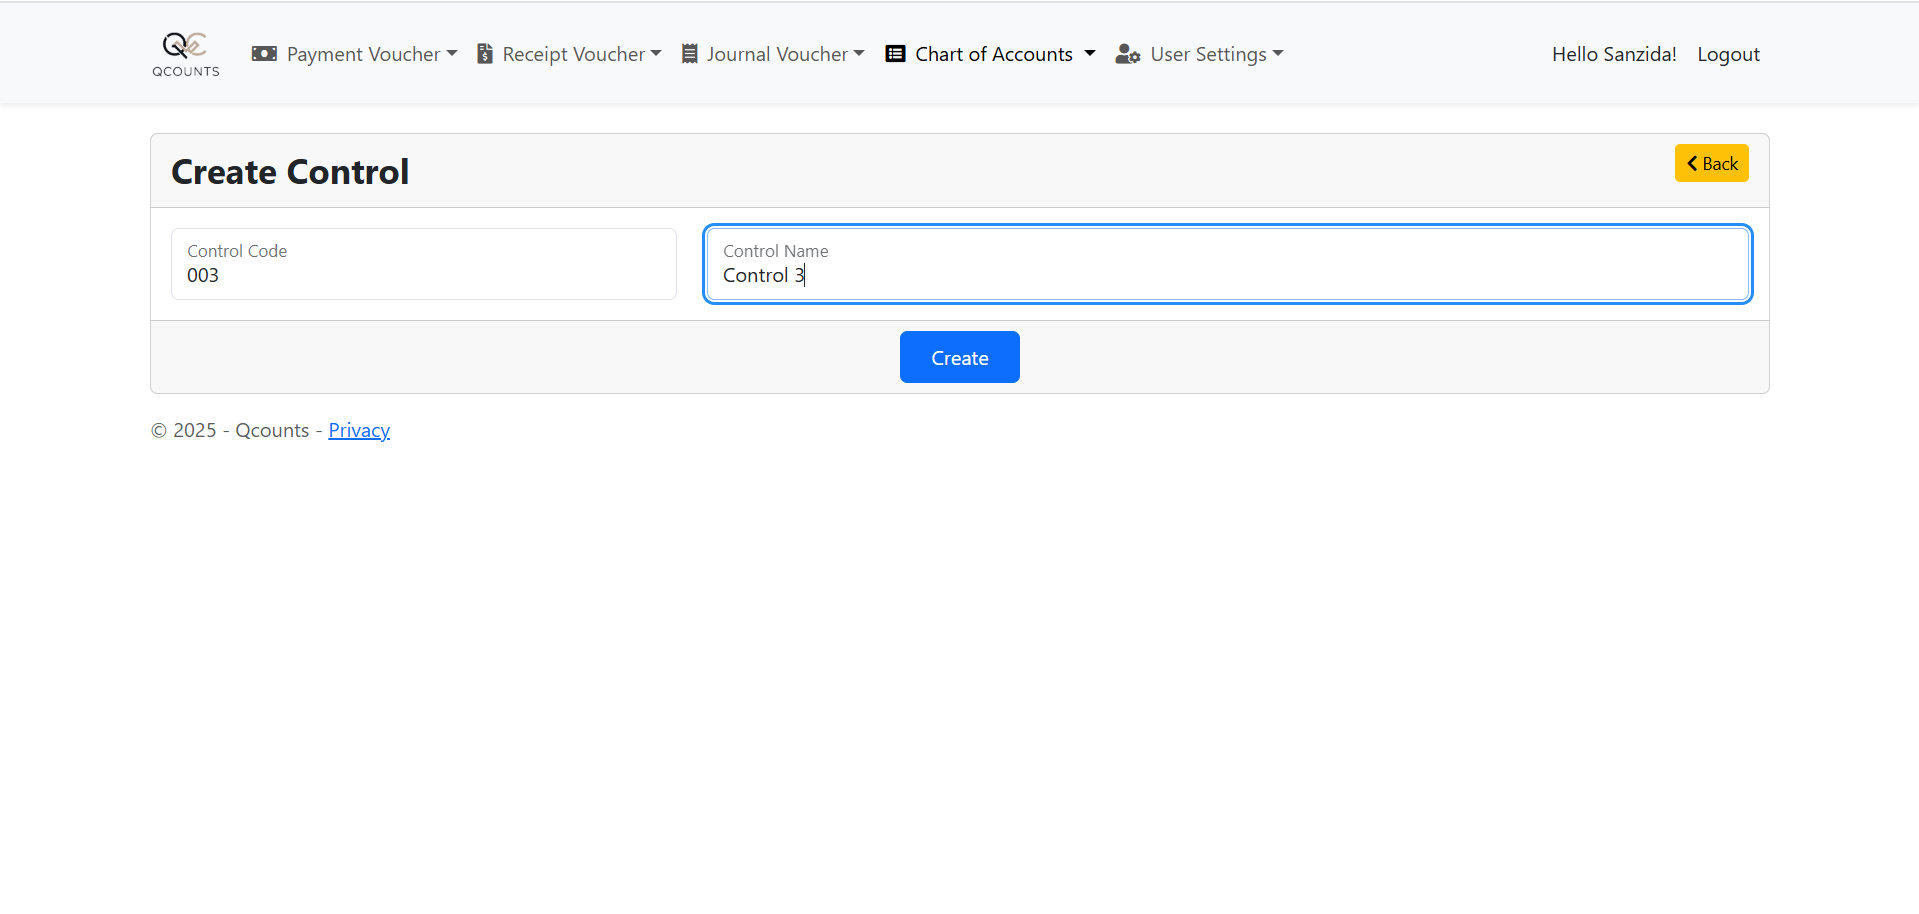 QCOUNTS
Payment Voucher Receipt Voucher Journal Voucher Chart of Accounts User Settings Hello Sanzida! Logout
Create Control
Back
Control Code
003
Control Name
Control 3
Create
© 2025 - Qcounts - Privacy